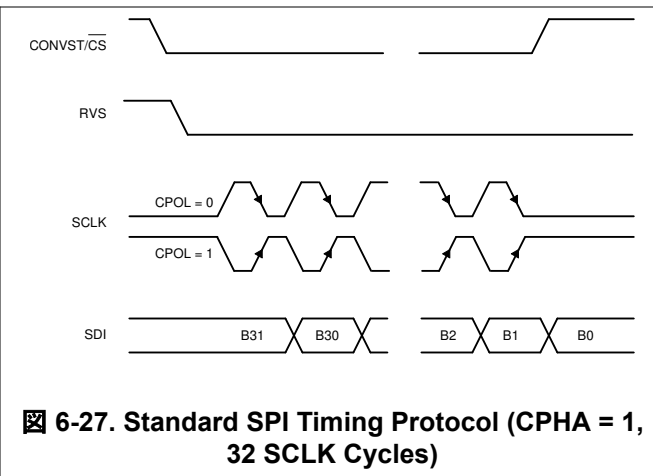 CONVST/CS
RVS
CPOL = 0
SCLK
CPOL = 1
SDI
B31 B30 B2 B1 B0
図 6-27. Standard SPI Timing Protocol (CPHA = 1,
32 SCLK Cycles)